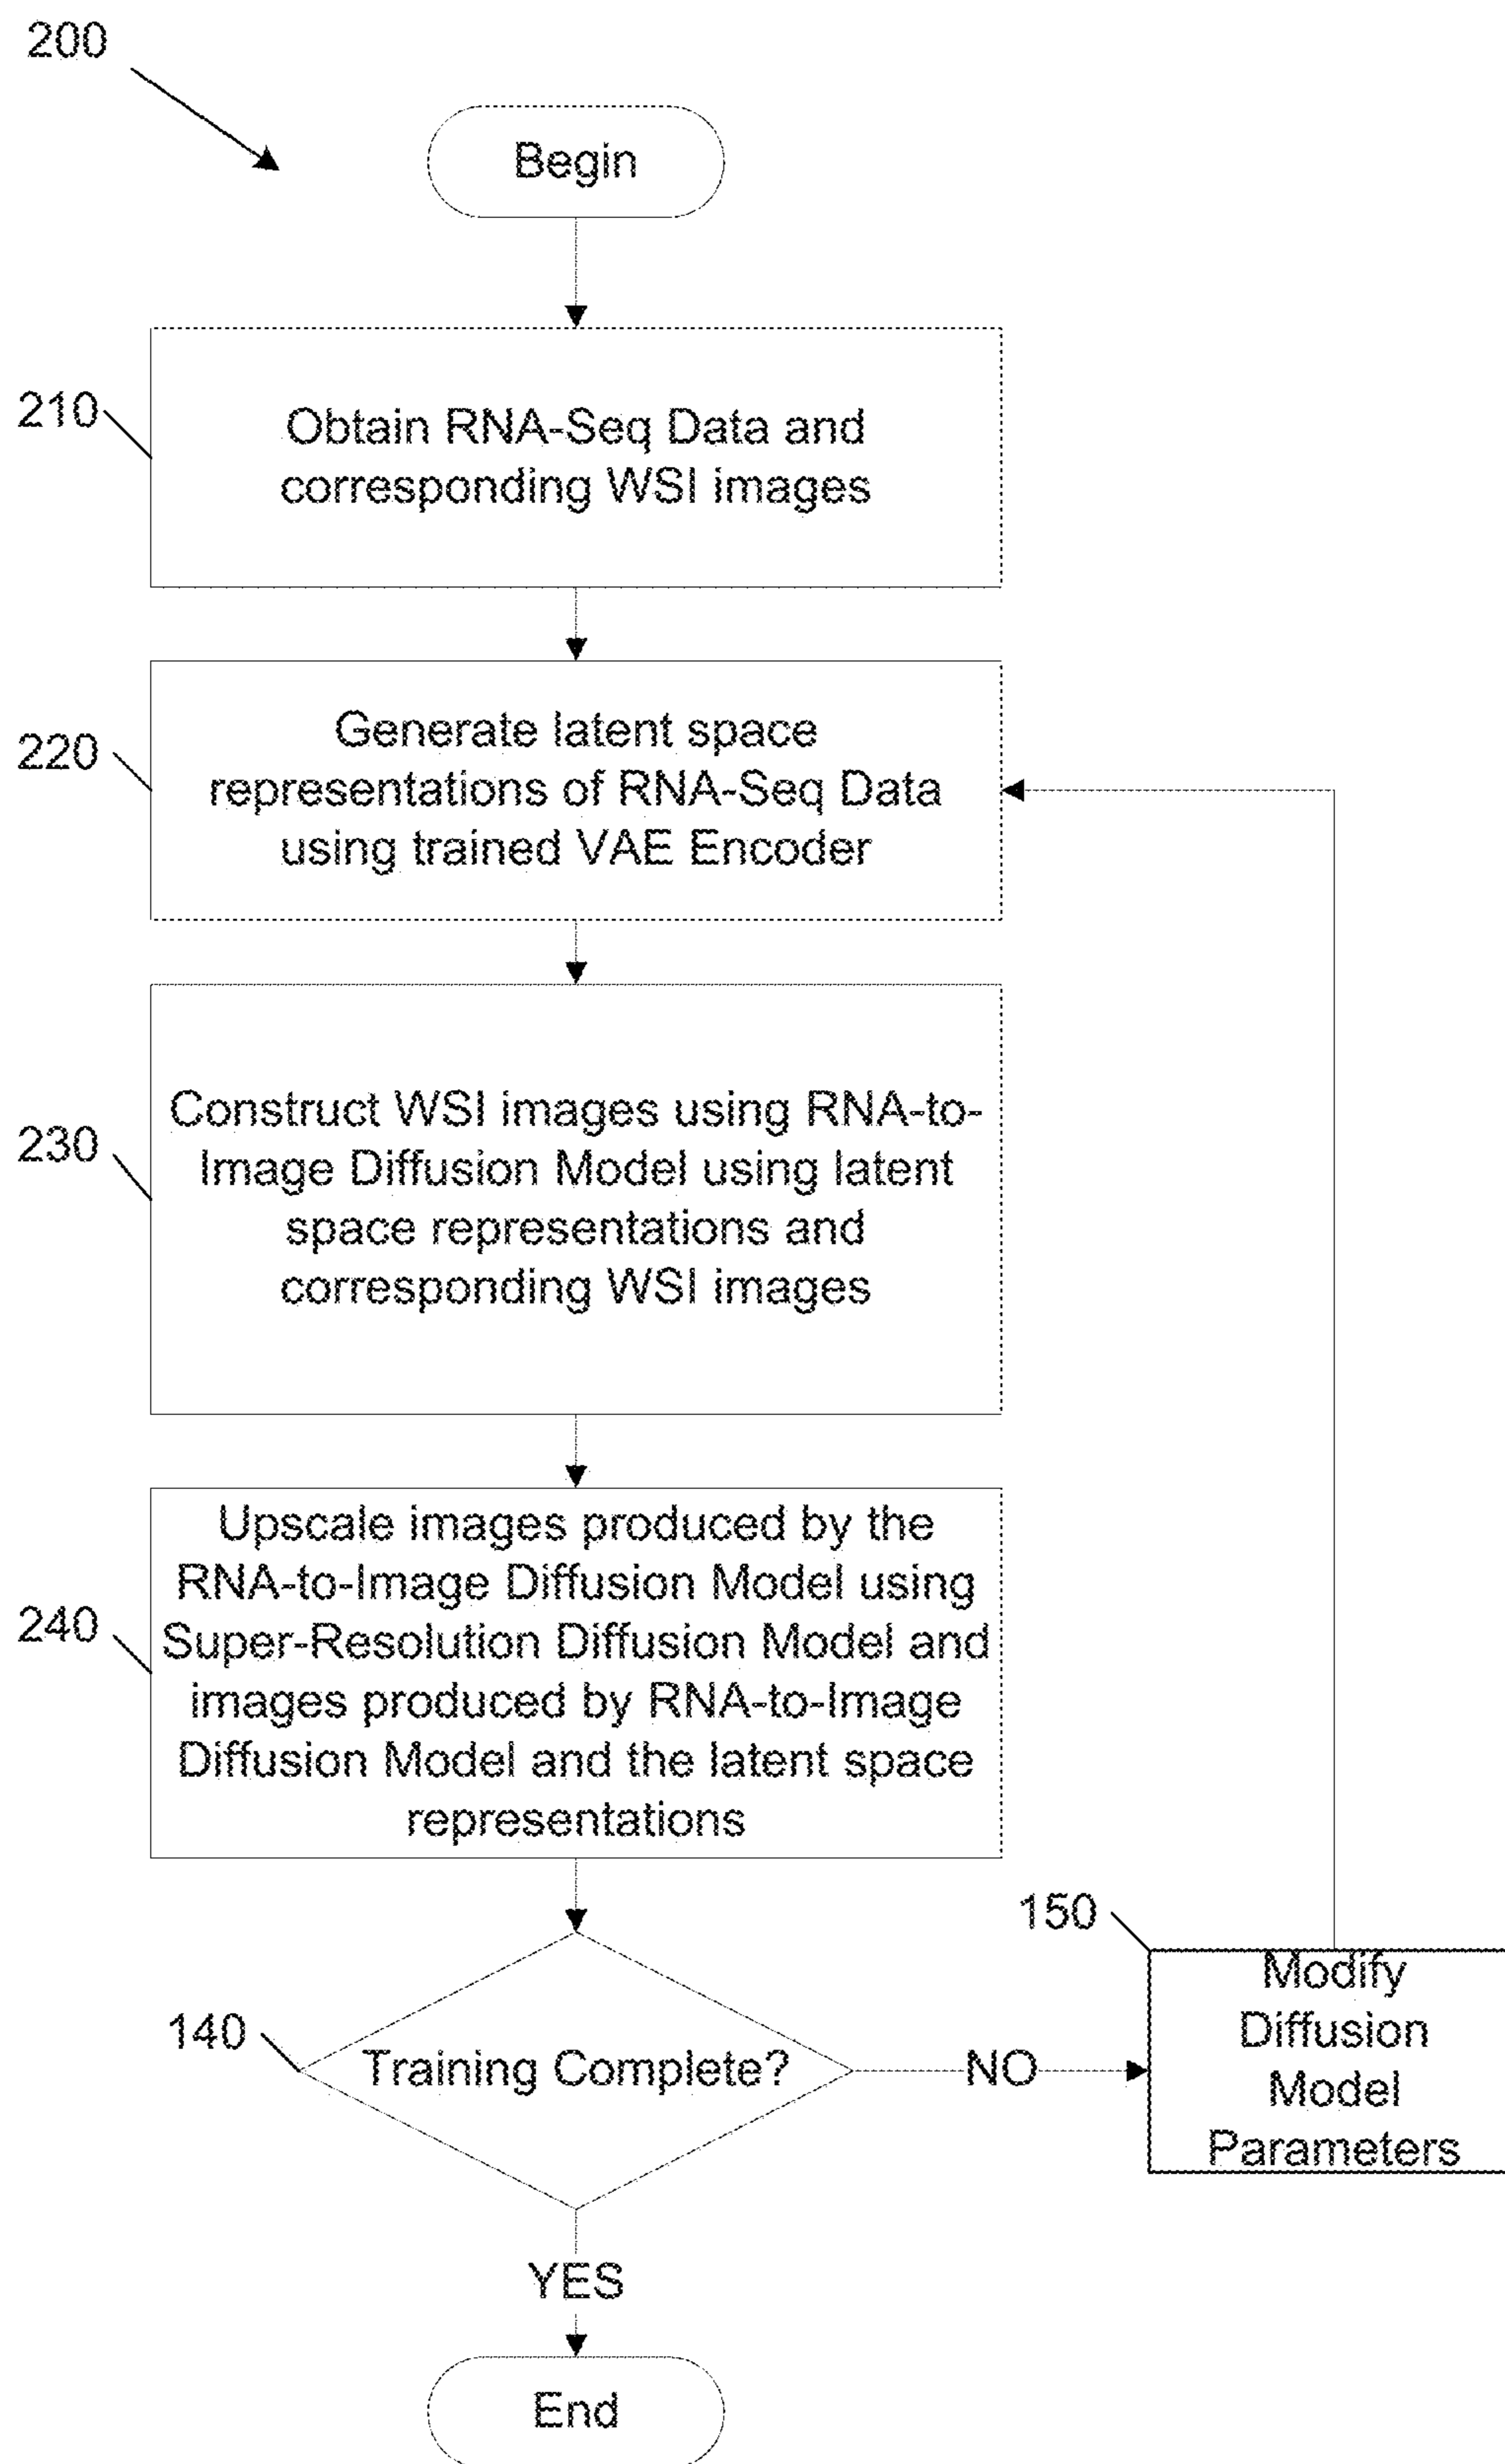 200
Begin
210
Obtain RNA-Seq Data and
corresponding WSI images
220
Generate latent space
representations of RNA-Seq Data
using trained VAE Encoder
230
Construct WSI images using RNA-to-
Image Diffusion Model using latent
space representations and
corresponding WSI images
240
Upscale images produced by the
RNA-to-Image Diffusion Model using
Super-Resolution Diffusion Model and
images produced by RNA-to-Image
Diffusion Model and the latent space
representations
140
Training Complete?
NO
150
Modify
Diffusion
Model
Parameters
YES
End